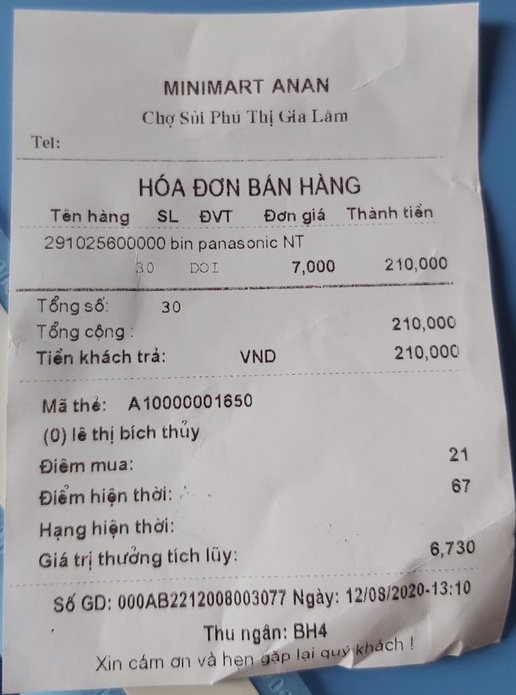 MINIMART ANAN
Chợ Sủi Phú Thị Gia Lâm
Tel:
HÓA ĐƠN BÁN HÀNG
Tên hàng SL ĐVT Đơn giá Thành tiền
291025600000 bin panasonic NT
30 DOI 7,000 210,000
Tổng số: 30
Tổng cộng : 210,000
Tiền khách trả: VND 210,000
Mã thẻ: A10000001650
(0) lê thị bích thủy
Điểm mua: 21
Điểm hiện thời: 67
Hạng hiện thời:
Giá trị thưởng tích lũy: 6,730
Số GD: 000AB2212008003077 Ngày: 12/08/2020-13:10
Thu ngân: BH4
Xin cám ơn và hẹn gặp lại quý khách !